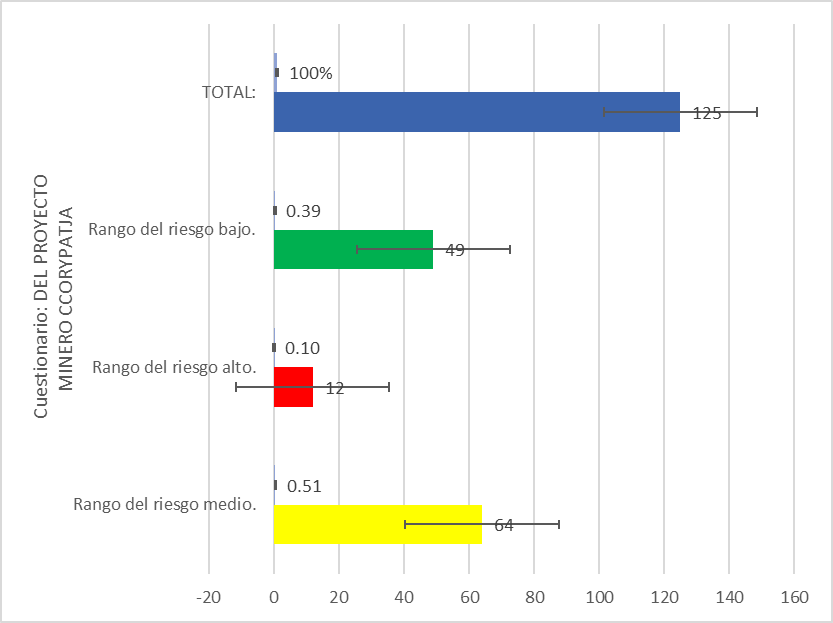 Cuestionario: DEL PROYECTO
MINERO CCORYPATJA
100%
TOTAL:
125
0.39
Rango del riesgo bajo.
49
0.10
Rango del riesgo alto.
12
0.51
Rango del riesgo medio.
64
-20 0 20 40 60 80 100 120 140 160